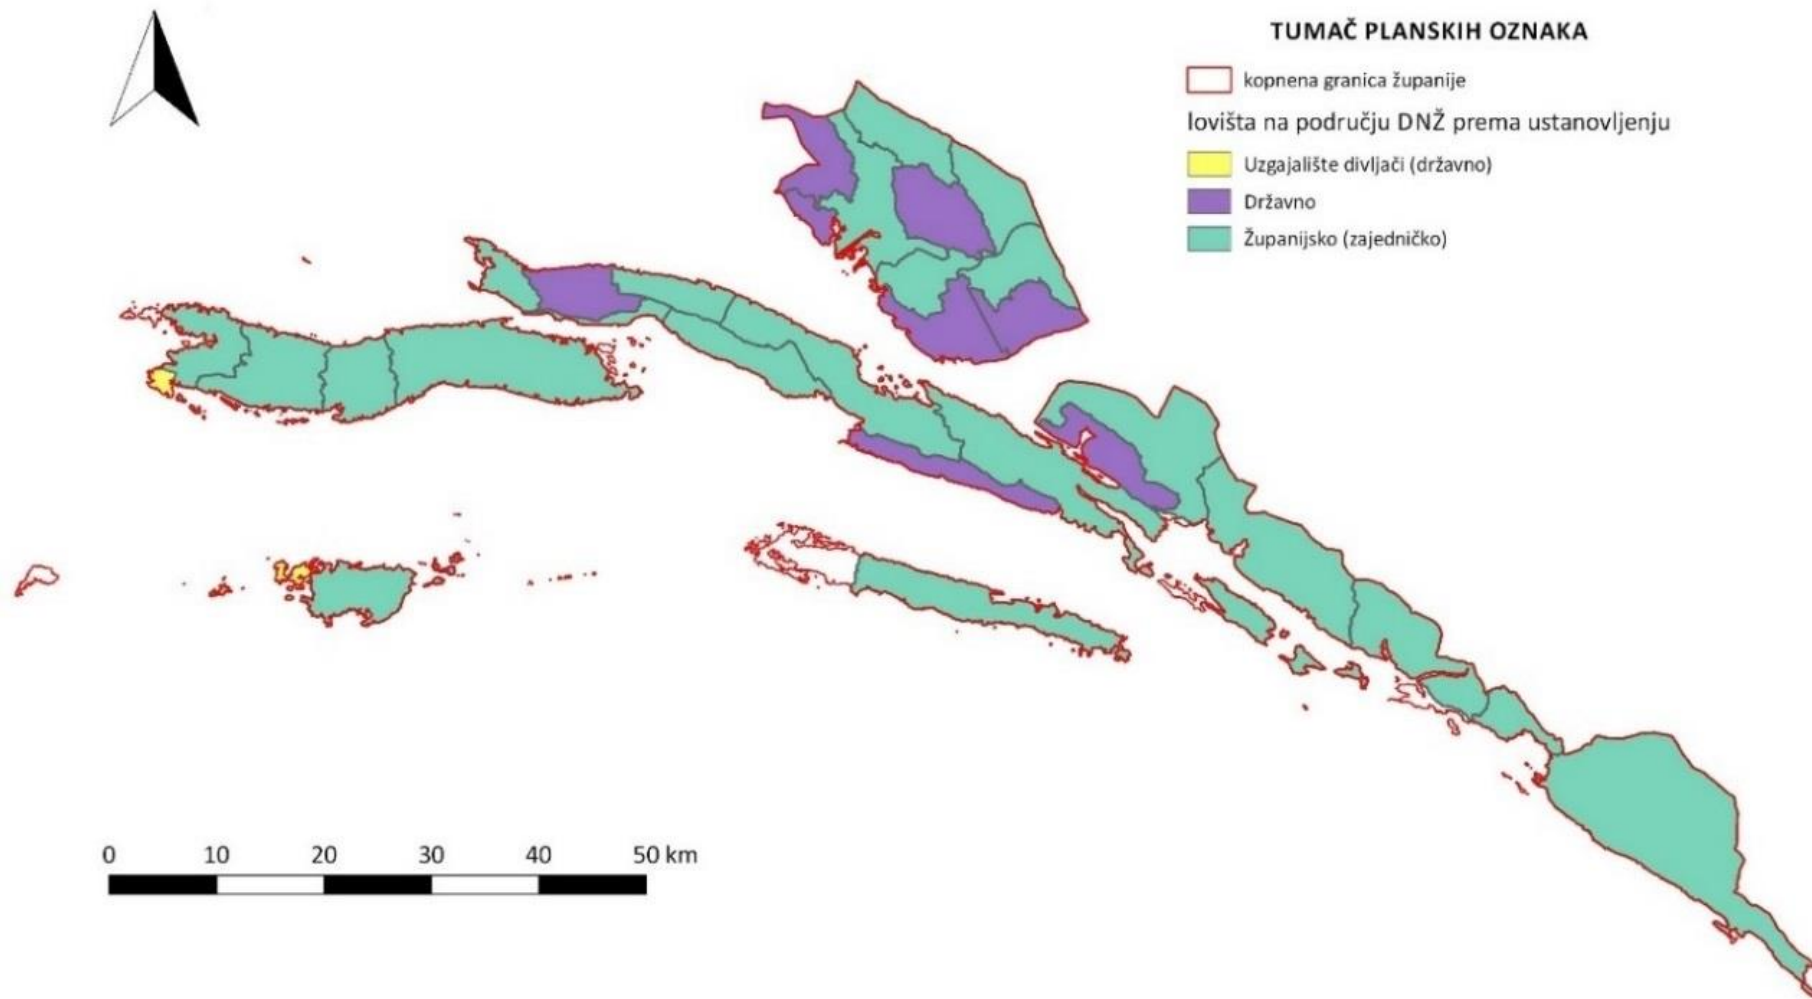 TUMAČ PLANSKIH OZNAKA
kopnena granica županije
lovišta na području DNŽ prema ustanovljenju
Uzgajalište divljači (državno)
Državno
Županijsko (zajedničko)
0 10 20 30 40 50 km